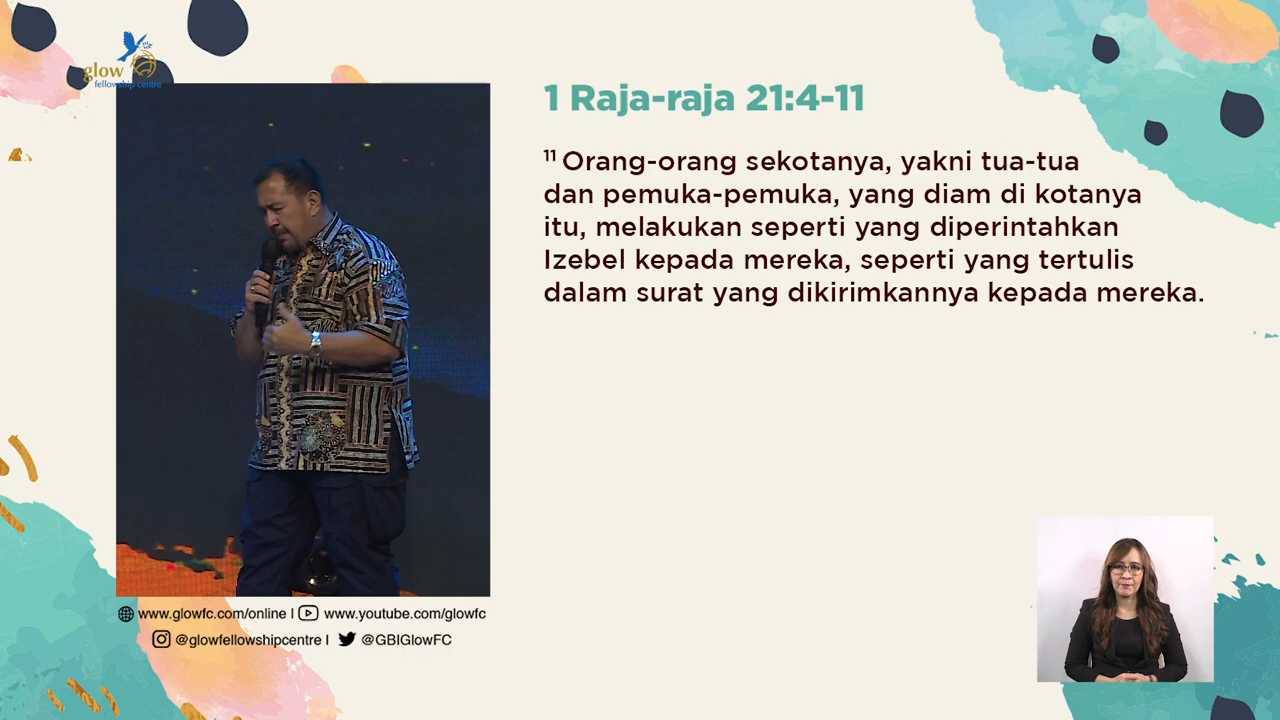 glow
fellowship centre
1 Raja-raja 21:4-11
11 Orang-orang sekotanya, yakni tua-tua
dan pemuka-pemuka, yang diam di kotanya
itu, melakukan seperti yang diperintahkan
Izebel kepada mereka, seperti yang tertulis
dalam surat yang dikirimkannya kepada mereka.
www.glowfc.com/online I www.youtube.com/glowfc
@glowfellowshipcentre I @GBIGlowFC